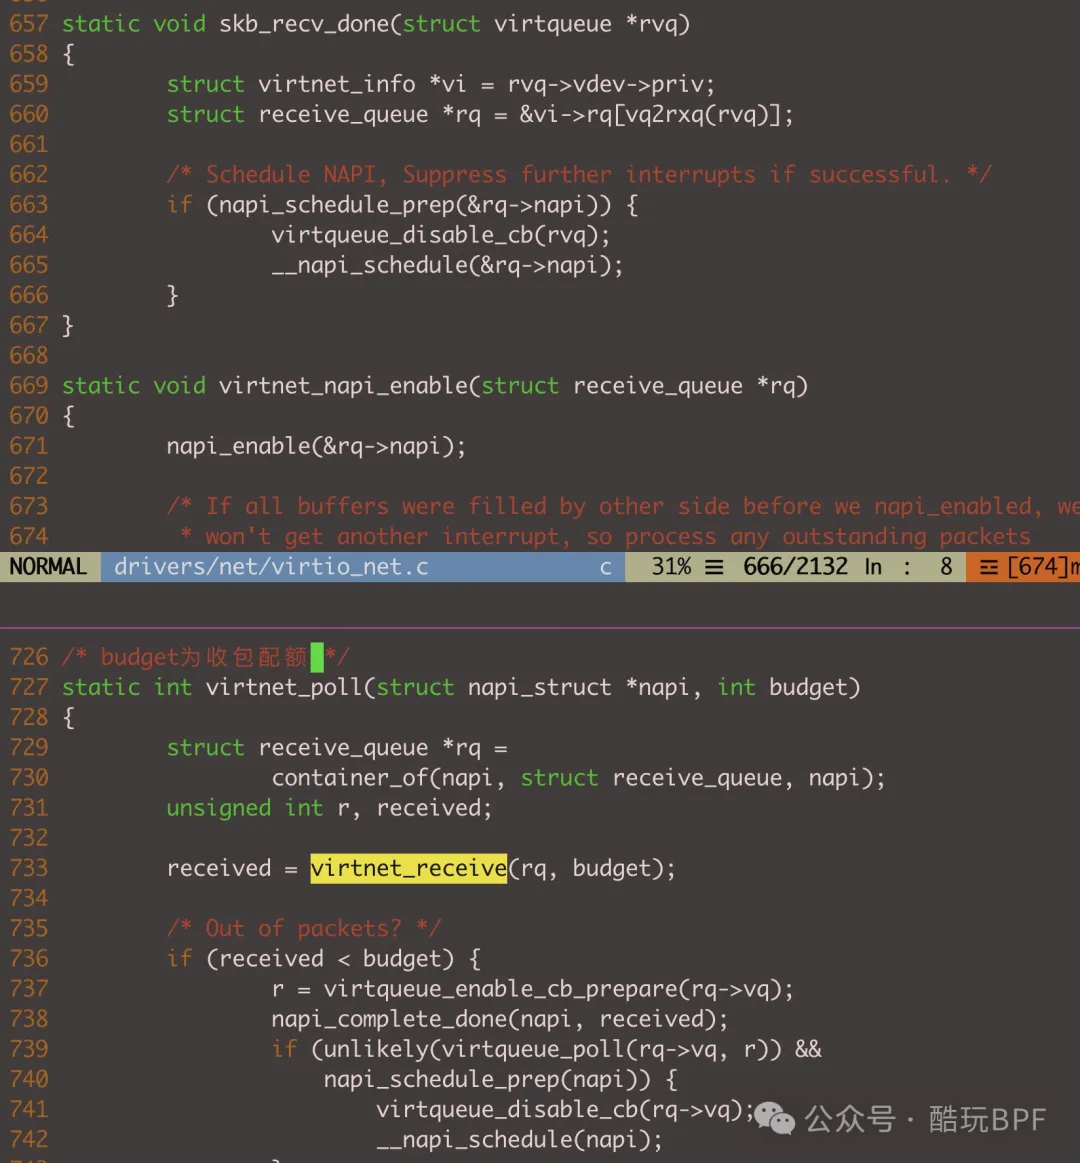 657 static void skb_recv_done(struct virtqueue *rvq)
658 {
659         struct virtnet_info *vi = rvq->vdev->priv;
660         struct receive_queue *rq = &vi->rq[vq2rxq(rvq)];
661
662         /* Schedule NAPI, Suppress further interrupts if successful. */
663         if (napi_schedule_prep(&rq->napi)) {
664                 virtqueue_disable_cb(rvq);
665                 __napi_schedule(&rq->napi);
666         }
667 }
668
669 static void virtnet_napi_enable(struct receive_queue *rq)
670 {
671         napi_enable(&rq->napi);
672
673         /* If all buffers were filled by other side before we napi_enabled, we
674          * won't get another interrupt, so process any outstanding packets
NORMAL drivers/net/virtio_net.c c 31% ☰ 666/2132 ln : 8 ☲ [674]m
726 /* budget为收包配额 */
727 static int virtnet_poll(struct napi_struct *napi, int budget)
728 {
729         struct receive_queue *rq =
730                 container_of(napi, struct receive_queue, napi);
731         unsigned int r, received;
732
733         received = virtnet_receive(rq, budget);
734
735         /* Out of packets? */
736         if (received < budget) {
737                 r = virtqueue_enable_cb_prepare(rq->vq);
738                 napi_complete_done(napi, received);
739                 if (unlikely(virtqueue_poll(rq->vq, r)) &&
740                     napi_schedule_prep(napi)) {
741                         virtqueue_disable_cb(rq->vq);
742                         __napi_schedule(napi);
公众号 · 酷玩BPF